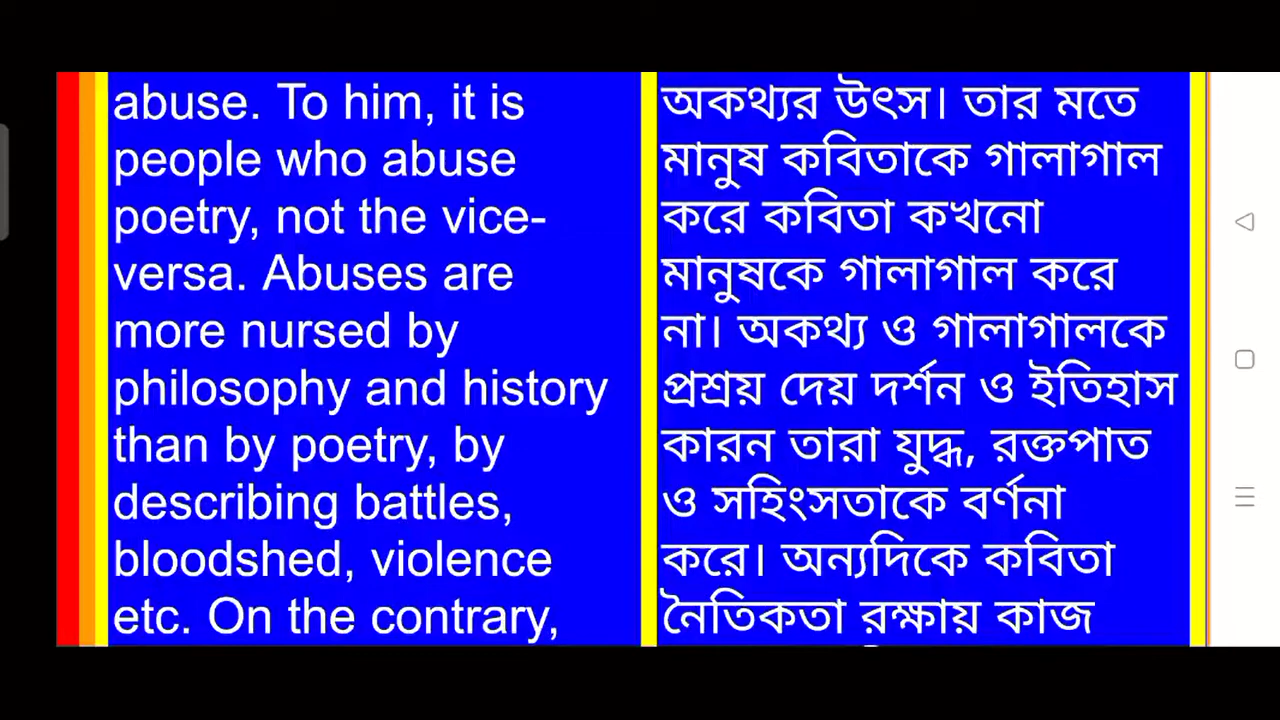 abuse. To him, it is
people who abuse
poetry, not the vice-
versa. Abuses are
more nursed by
philosophy and history
than by poetry, by
describing battles,
bloodshed, violence
etc. On the contrary,
অকথ্যর উৎস। তার মতে
মানুষ কবিতাকে গালাগাল
করে কবিতা কখনো
মানুষকে গালাগাল করে
না। অকথ্য ও গালাগালকে
প্রশ্রয় দেয় দর্শন ও ইতিহাস
কারন তারা যুদ্ধ, রক্তপাত
ও সহিংসতাকে বর্ণনা
করে। অন্যদিকে কবিতা
নৈতিকতা রক্ষায় কাজ